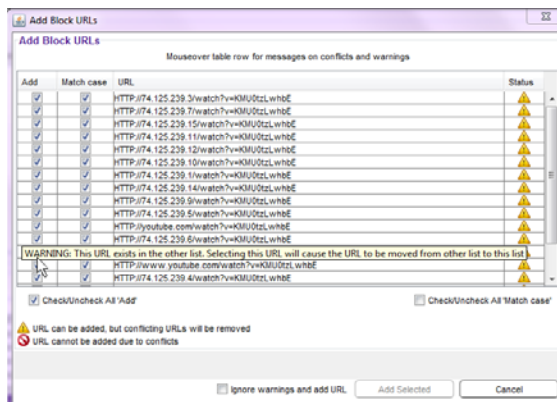 Add Block URLs
Add Block URLs
Mouseover table row for messages on conflicts and warnings
Add Match case URL Status
HTTP://74.125.239.3/watch?v=KMU0tzLwhbE
HTTP://74.125.239.7/watch?v=KMU0tzLwhbE
HTTP://74.125.239.15/watch?v=KMU0tzLwhbE
HTTP://74.125.239.11/watch?v=KMU0tzLwhbE
HTTP://74.125.239.12/watch?v=KMU0tzLwhbE
HTTP://74.125.239.10/watch?v=KMU0tzLwhbE
HTTP://74.125.239.1/watch?v=KMU0tzLwhbE
HTTP://74.125.239.14/watch?v=KMU0tzLwhbE
HTTP://74.125.239.9/watch?v=KMU0tzLwhbE
HTTP://74.125.239.5/watch?v=KMU0tzLwhbE
HTTP://youtube.com/watch?v=KMU0tzLwhbE
HTTP://74.125.239.6/watch?v=KMU0tzLwhbE
WARNING: This URL exists in the other list. Selecting this URL will cause the URL to be moved from other list to this list
HTTP://www.youtube.com/watch?v=KMU0tzLwhbE
HTTP://74.125.239.4/watch?v=KMU0tzLwhbE
Check/Uncheck All 'Add' Check/Uncheck All 'Match case'
URL can be added, but conflicting URLs will be removed
URL cannot be added due to conflicts
Ignore warnings and add URL Add Selected Cancel